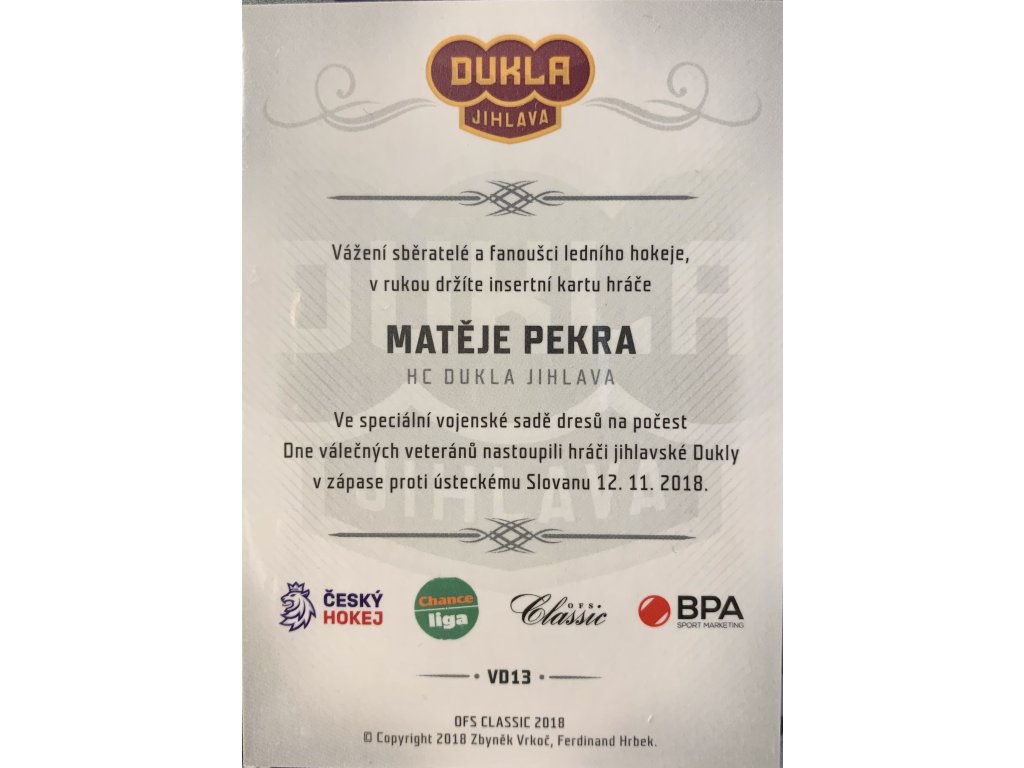 DUKLA
JIHLAVA
Vážení sběratelé a fanoušci ledního hokeje,
v rukou držíte insertní kartu hráče
MATĚJE PEKRA
HC DUKLA JIHLAVA
Ve speciální vojenské sadě dresů na počest
Dne válečných veteránů nastoupili hráči jihlavské Dukly
v zápase proti ústeckému Slovanu 12. 11. 2018.
ČESKÝ
HOKEJ
Chance
liga
OFS
Classic
BPA
SPORT MARKETING
VD13
OFS CLASSIC 2018
© Copyright 2018 Zbyněk Vrkoč, Ferdinand Hrbek.